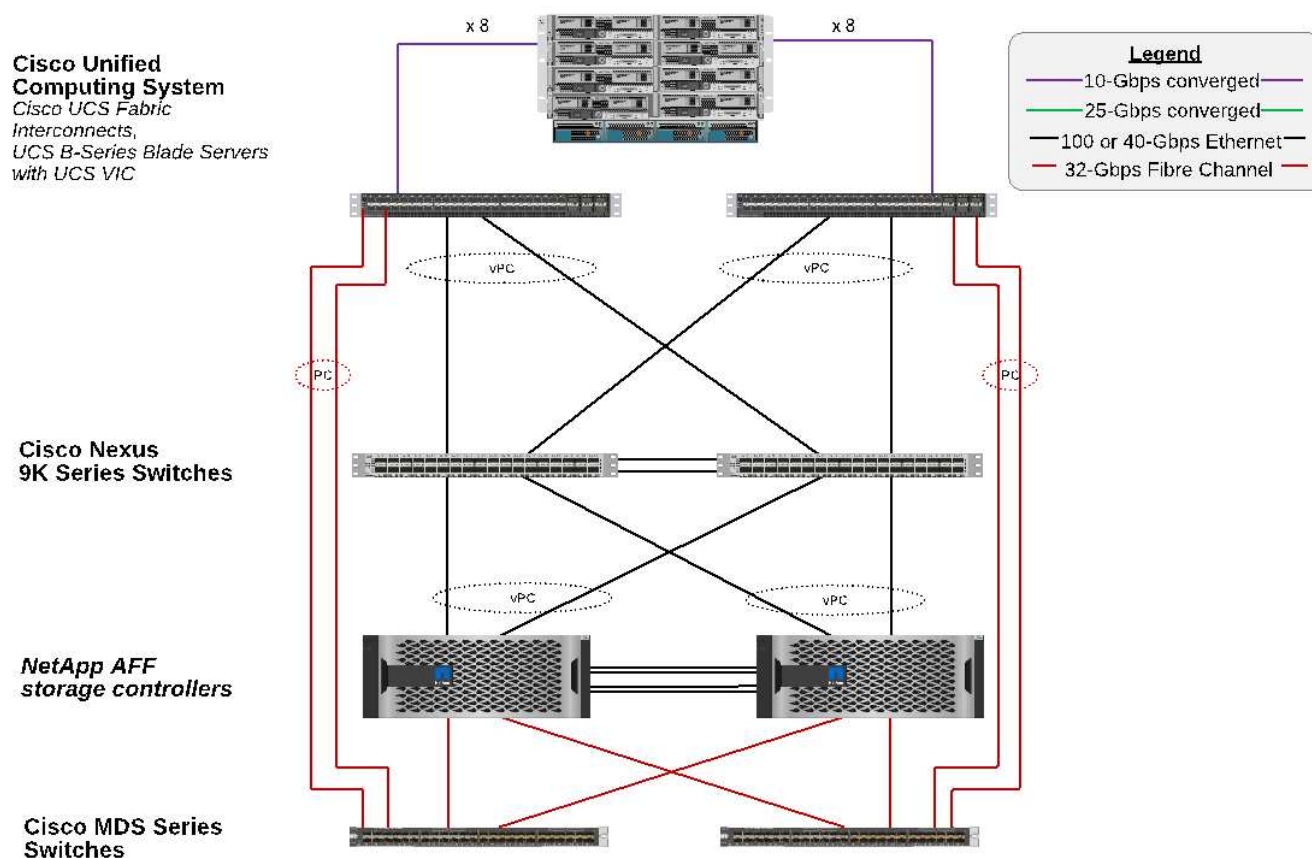 x 8
x 8
Cisco Unified
Computing System
Cisco UCS Fabric
Interconnects,
UCS B-Series Blade Servers
with UCS VIC
Legend
10-Gbps converged
25-Gbps converged
100 or 40-Gbps Ethernet
32-Gbps Fibre Channel
vPC
vPC
PC
PC
Cisco Nexus
9K Series Switches
vPC
vPC
NetApp AFF
storage controllers
Cisco MDS Series
Switches